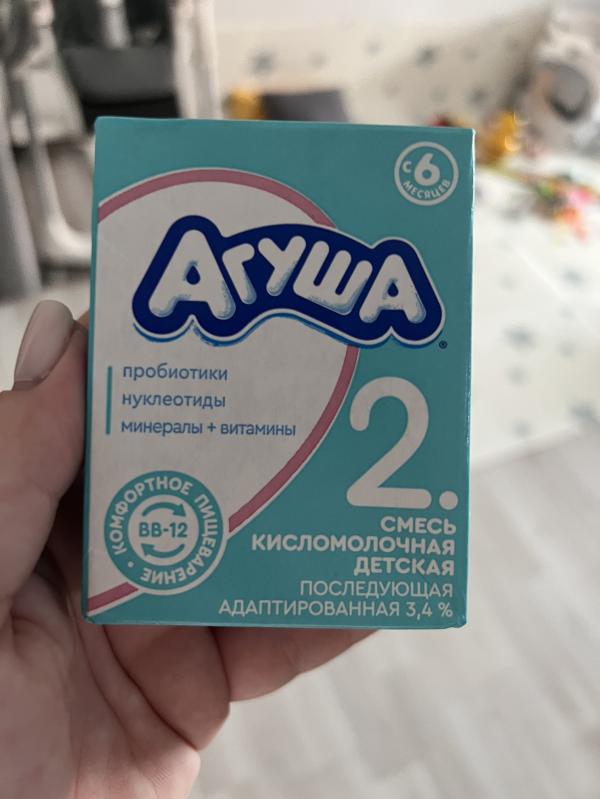 с 6
месяцев
Агуша
®
пробиотики
нуклеотиды
минералы + витамины
2.
КОМФОРТНОЕ ПИЩЕВАРЕНИЕ
BB-12
СМЕСЬ
КИСЛОМОЛОЧНАЯ
ДЕТСКАЯ
ПОСЛЕДУЮЩАЯ
АДАПТИРОВАННАЯ 3,4 %